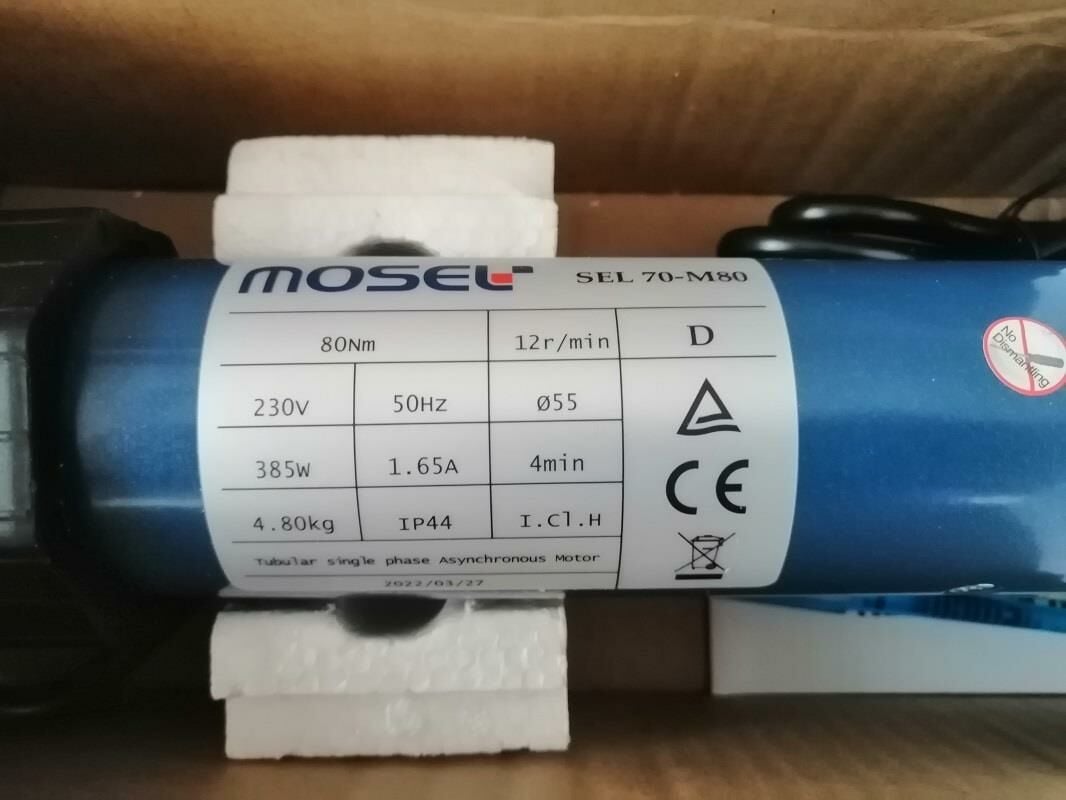 MOSEL SEL 70-M80
80Nm 12r/min D
230V 50Hz Ø55
385W 1.65A 4min
4.80kg IP44 I.Cl.H
CE
Tubular single phase Asynchronous Motor
2022/03/27
No
Dismantling